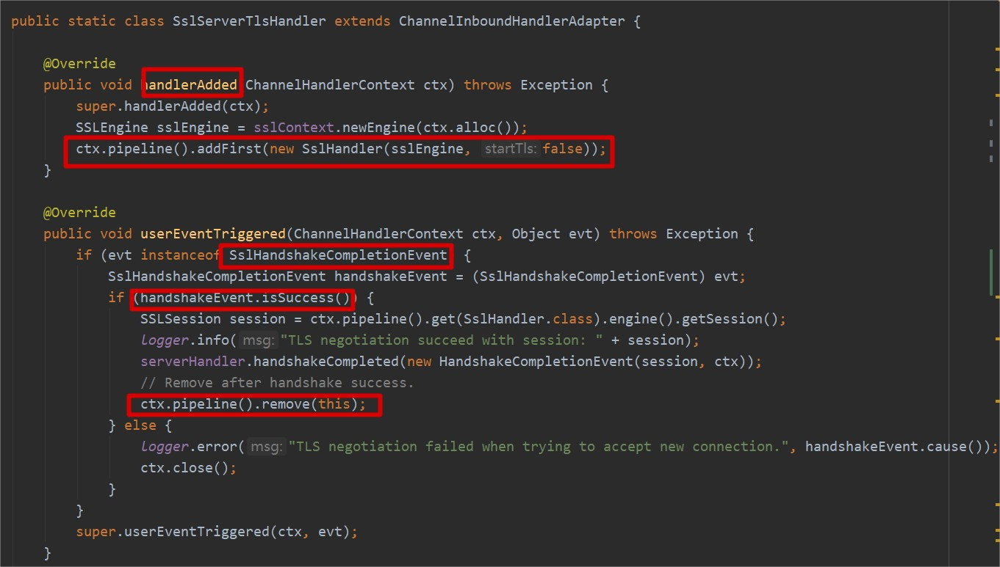 public static class SslServerTlsHandler extends ChannelInboundHandlerAdapter {
@Override
public void handlerAdded(ChannelHandlerContext ctx) throws Exception {
super.handlerAdded(ctx);
SSLEngine sslEngine = sslContext.newEngine(ctx.alloc());
ctx.pipeline().addFirst(new SslHandler(sslEngine, startTls: false));
}
@Override
public void userEventTriggered(ChannelHandlerContext ctx, Object evt) throws Exception {
if (evt instanceof SslHandshakeCompletionEvent) {
SslHandshakeCompletionEvent handshakeEvent = (SslHandshakeCompletionEvent) evt;
if (handshakeEvent.isSuccess()) {
SSLSession session = ctx.pipeline().get(SslHandler.class).engine().getSession();
logger.info( msg: "TLS negotiation succeed with session: " + session);
serverHandler.handshakeCompleted(new HandshakeCompletionEvent(session, ctx));
// Remove after handshake success.
ctx.pipeline().remove(this);
} else {
logger.error( msg: "TLS negotiation failed when trying to accept new connection.", handshakeEvent.cause());
ctx.close();
}
}
super.userEventTriggered(ctx, evt);
}